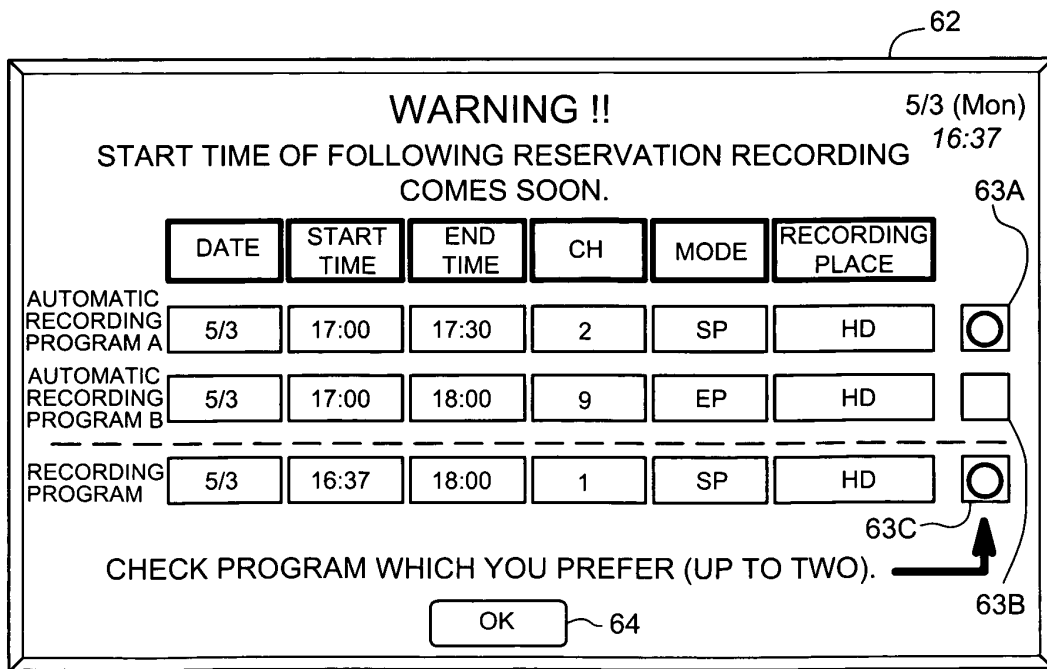 62
WARNING !!
5/3 (Mon)
16:37
START TIME OF FOLLOWING RESERVATION RECORDING
COMES SOON.
63A
DATE START TIME END TIME CH MODE RECORDING PLACE
AUTOMATIC
RECORDING
PROGRAM A
5/3 17:00 17:30 2 SP HD
AUTOMATIC
RECORDING
PROGRAM B
5/3 17:00 18:00 9 EP HD
RECORDING
PROGRAM
5/3 16:37 18:00 1 SP HD
63C
CHECK PROGRAM WHICH YOU PREFER (UP TO TWO).
63B
OK
64